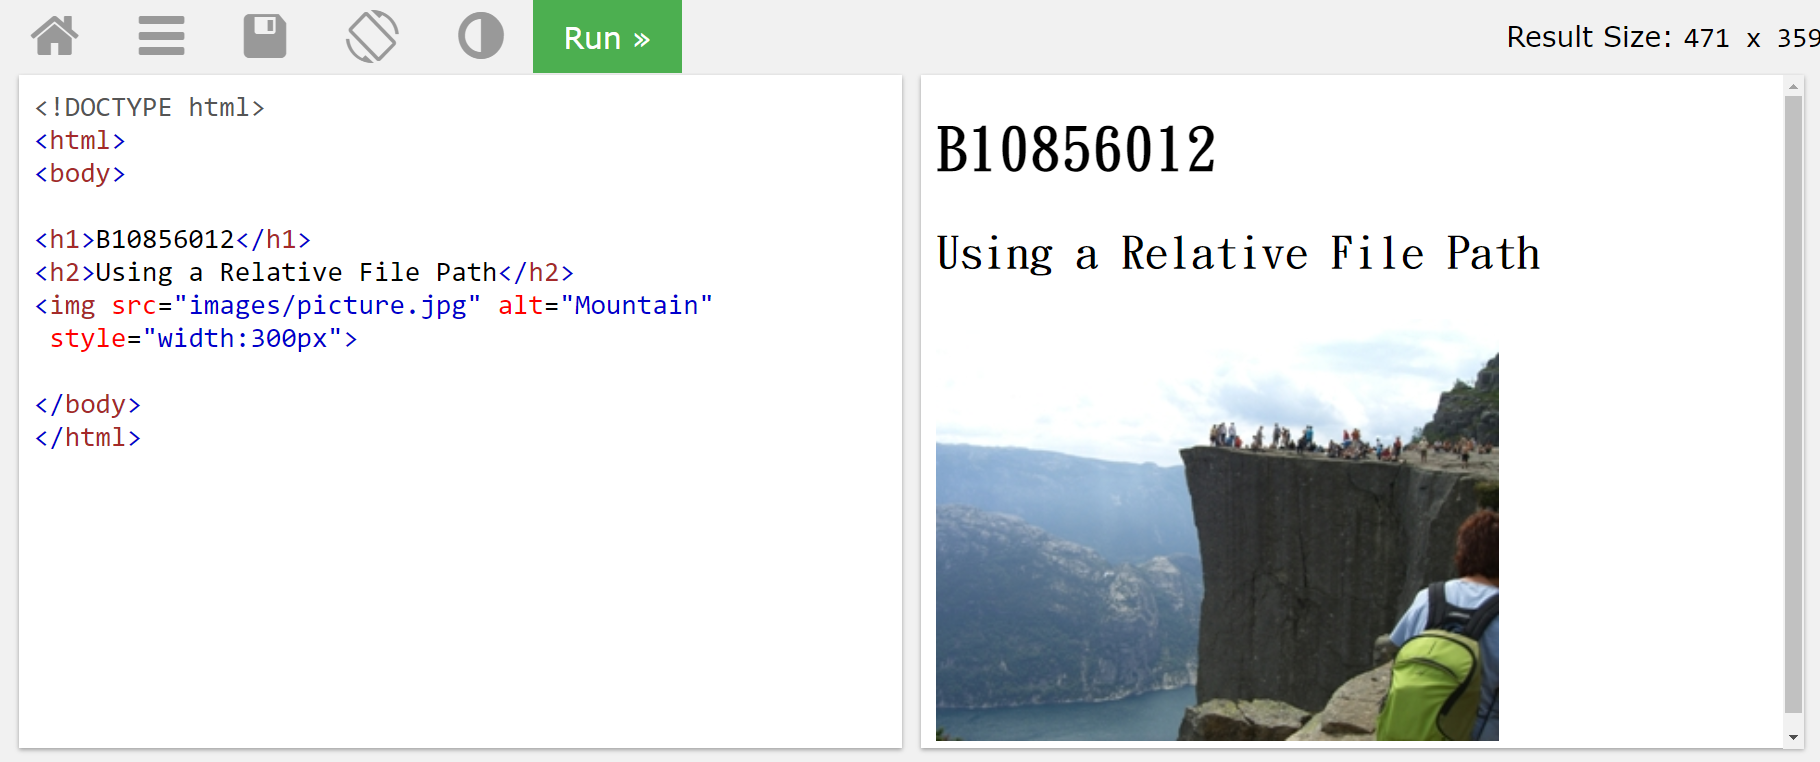 Run »
Result Size: 471 x 359
<!DOCTYPE html>
<html>
<body>
<h1>B10856012</h1>
<h2>Using a Relative File Path</h2>
<img src="images/picture.jpg" alt="Mountain"
style="width:300px">
</body>
</html>
B10856012
Using a Relative File Path